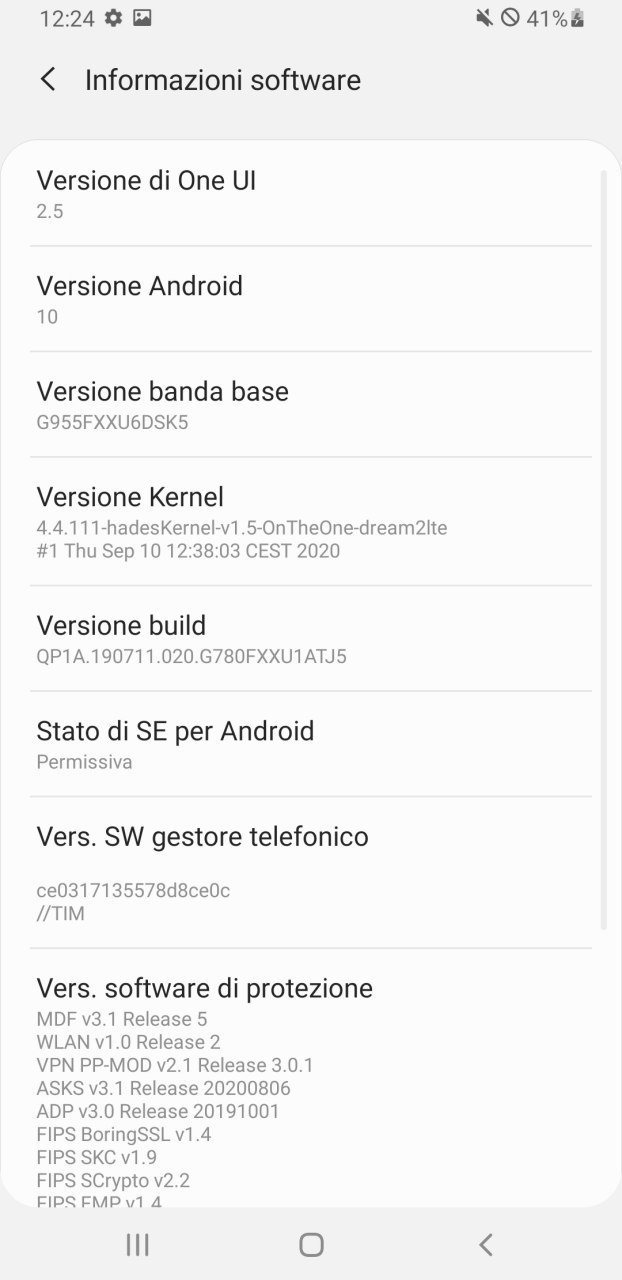 12:24 41%
Informazioni software
Versione di One UI
2.5
Versione Android
10
Versione banda base
G955FXXU6DSK5
Versione Kernel
4.4.111-hadesKernel-v1.5-OnTheOne-dream2lte
#1 Thu Sep 10 12:38:03 CEST 2020
Versione build
QP1A.190711.020.G780FXXU1ATJ5
Stato di SE per Android
Permissiva
Vers. SW gestore telefonico
ce0317135578d8ce0c
//TIM
Vers. software di protezione
MDF v3.1 Release 5
WLAN v1.0 Release 2
VPN PP-MOD v2.1 Release 3.0.1
ASKS v3.1 Release 20200806
ADP v3.0 Release 20191001
FIPS BoringSSL v1.4
FIPS SKC v1.9
FIPS SCrypto v2.2
FIPS FMP v1.4